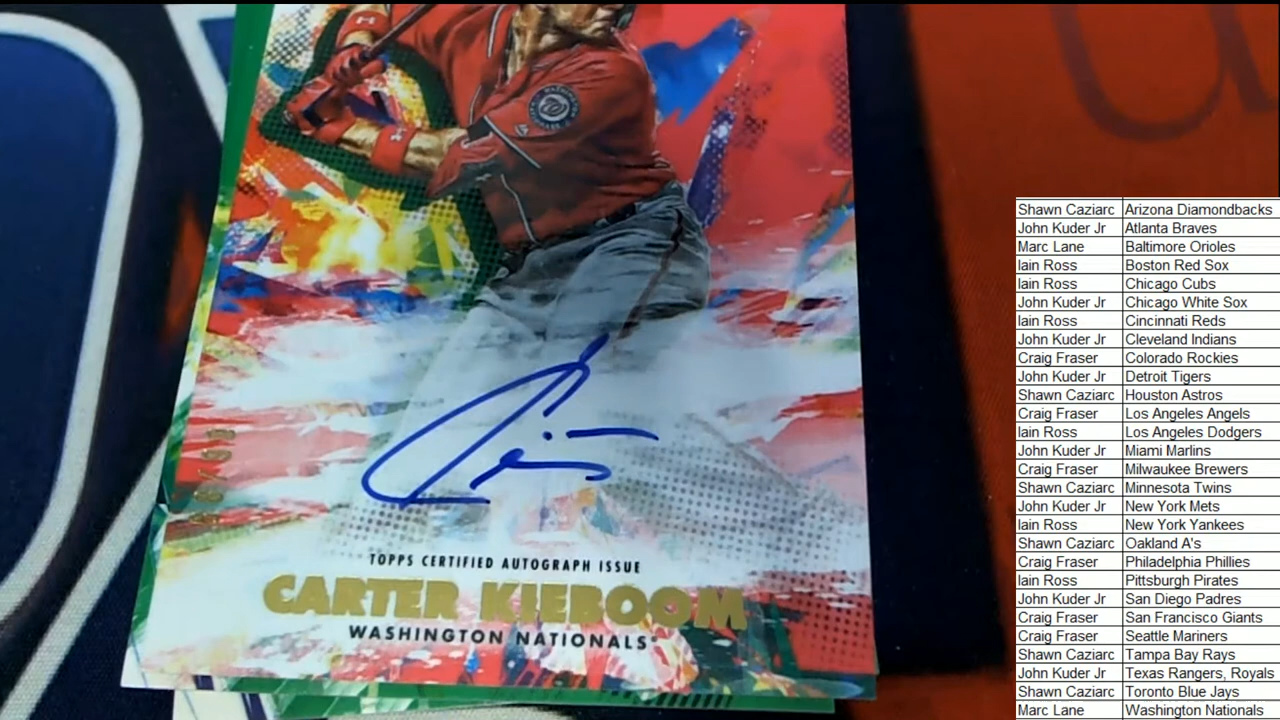 TOPPS CERTIFIED AUTOGRAPH ISSUE
CARTER KIEBOOM
WASHINGTON NATIONALS
Shawn Caziarc Arizona Diamondbacks
John Kuder Jr Atlanta Braves
Marc Lane Baltimore Orioles
Iain Ross Boston Red Sox
Iain Ross Chicago Cubs
John Kuder Jr Chicago White Sox
Iain Ross Cincinnati Reds
John Kuder Jr Cleveland Indians
Craig Fraser Colorado Rockies
John Kuder Jr Detroit Tigers
Shawn Caziarc Houston Astros
Craig Fraser Los Angeles Angels
Iain Ross Los Angeles Dodgers
John Kuder Jr Miami Marlins
Craig Fraser Milwaukee Brewers
Shawn Caziarc Minnesota Twins
John Kuder Jr New York Mets
Iain Ross New York Yankees
Shawn Caziarc Oakland A's
Craig Fraser Philadelphia Phillies
Iain Ross Pittsburgh Pirates
John Kuder Jr San Diego Padres
Craig Fraser San Francisco Giants
Craig Fraser Seattle Mariners
Shawn Caziarc Tampa Bay Rays
John Kuder Jr Texas Rangers, Royals
Shawn Caziarc Toronto Blue Jays
Marc Lane Washington Nationals